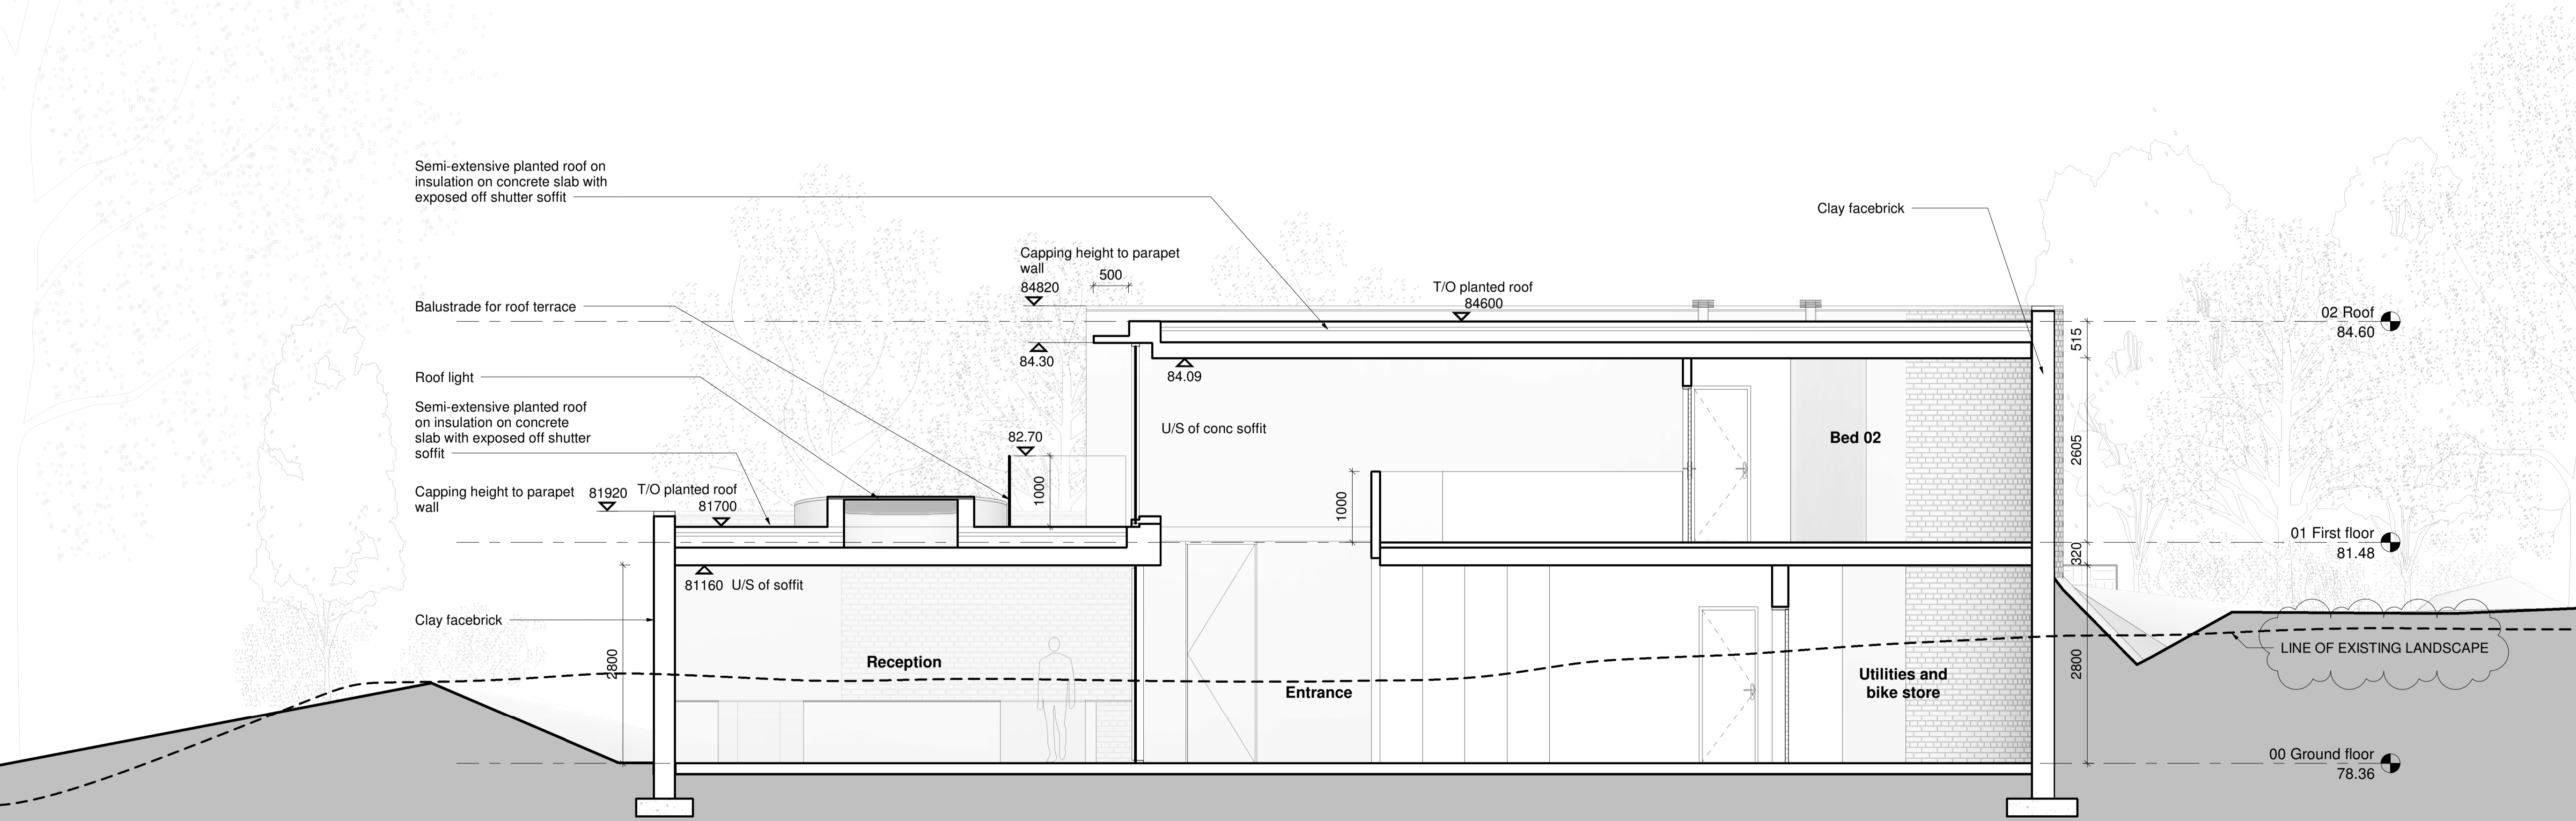 Semi-extensive planted roof on
insulation on concrete slab with
exposed off shutter soffit
Clay facebrick
Capping height to parapet
wall
84820
500
T/O planted roof
84600
Balustrade for roof terrace
84.30
84.09
02 Roof
84.60
515
Roof light
Semi-extensive planted roof
on insulation on concrete
slab with exposed off shutter
soffit
82.70
U/S of conc soffit
Bed 02
2605
1000
1000
Capping height to parapet
wall
81920
T/O planted roof
81700
01 First floor
81.48
320
81160 U/S of soffit
Clay facebrick
2800
Reception
Entrance
Utilities and
bike store
2800
LINE OF EXISTING LANDSCAPE
00 Ground floor
78.36